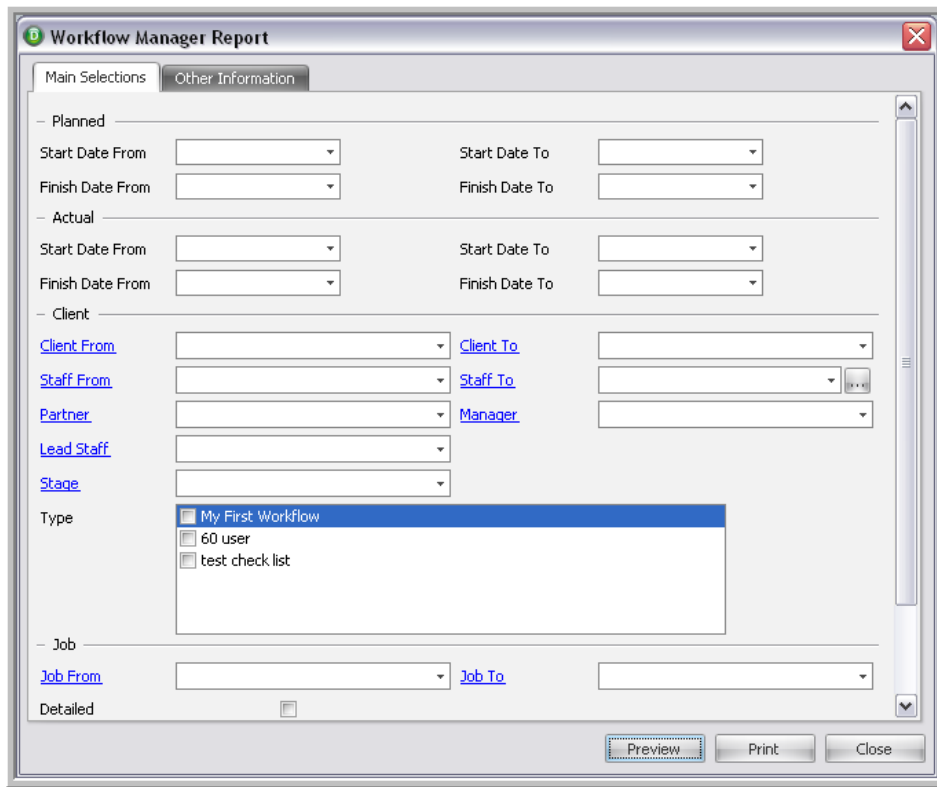 Workflow Manager Report
Main Selections Other Information
Planned
Start Date From Start Date To
Finish Date From Finish Date To
Actual
Start Date From Start Date To
Finish Date From Finish Date To
Client
Client From Client To
Staff From Staff To ...
Partner Manager
Lead Staff
Stage
Type My First Workflow
60 user
test check list
Job
Job From Job To
Detailed
Preview Print Close